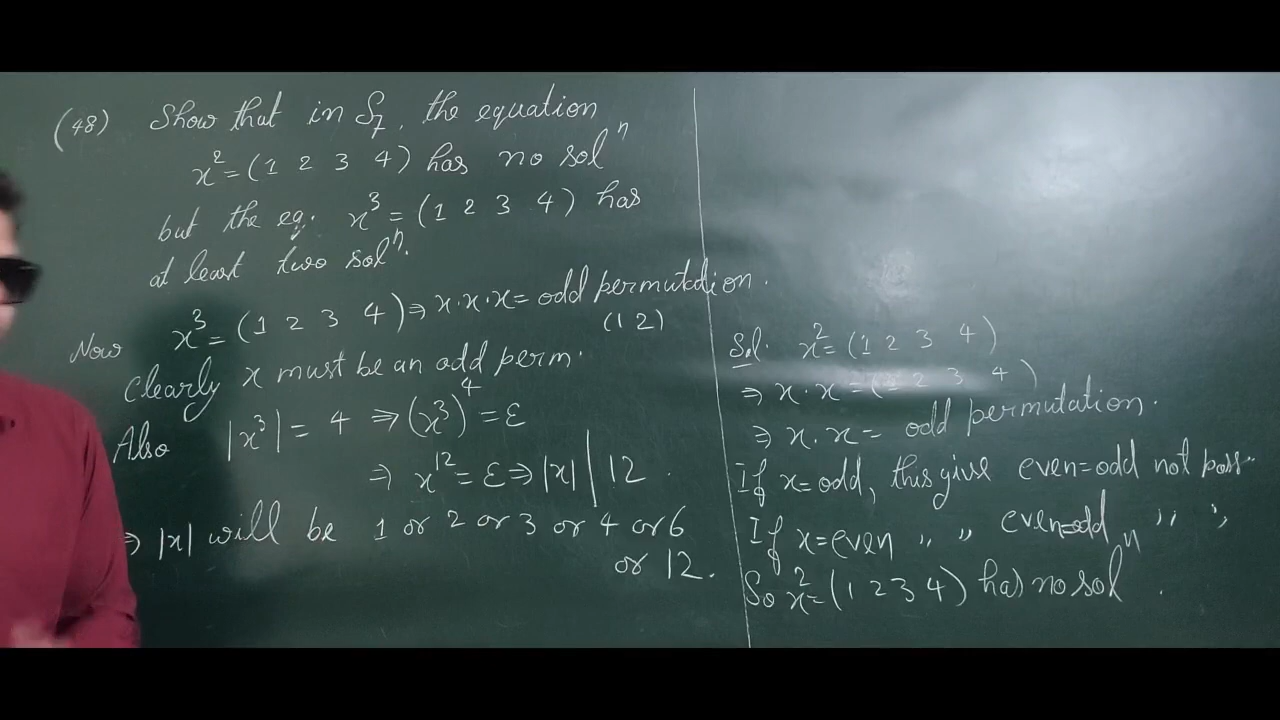 (48) Show that in S₇, the equation
x² = (1 2 3 4) has no solⁿ
but the eq. x³ = (1 2 3 4) has
at least two solⁿ.
Now x³ = (1 2 3 4) ⇒ x.x.x = odd permutation.
(1 2)
Clearly x must be an odd perm.
Also |x³| = 4 ⇒ (x³)⁴ = ε
⇒ x¹² = ε ⇒ |x| | 12.
⇒ |x| will be 1 or 2 or 3 or 4 or 6
or 12.
Sol. x² = (1 2 3 4)
⇒ x.x = (1 2 3 4)
⇒ x.x = odd permutation.
If x = odd, this give even = odd not poss..
If x = even ,, ,, even = odd ,, ,,
So x² = (1 2 3 4) has no solⁿ.